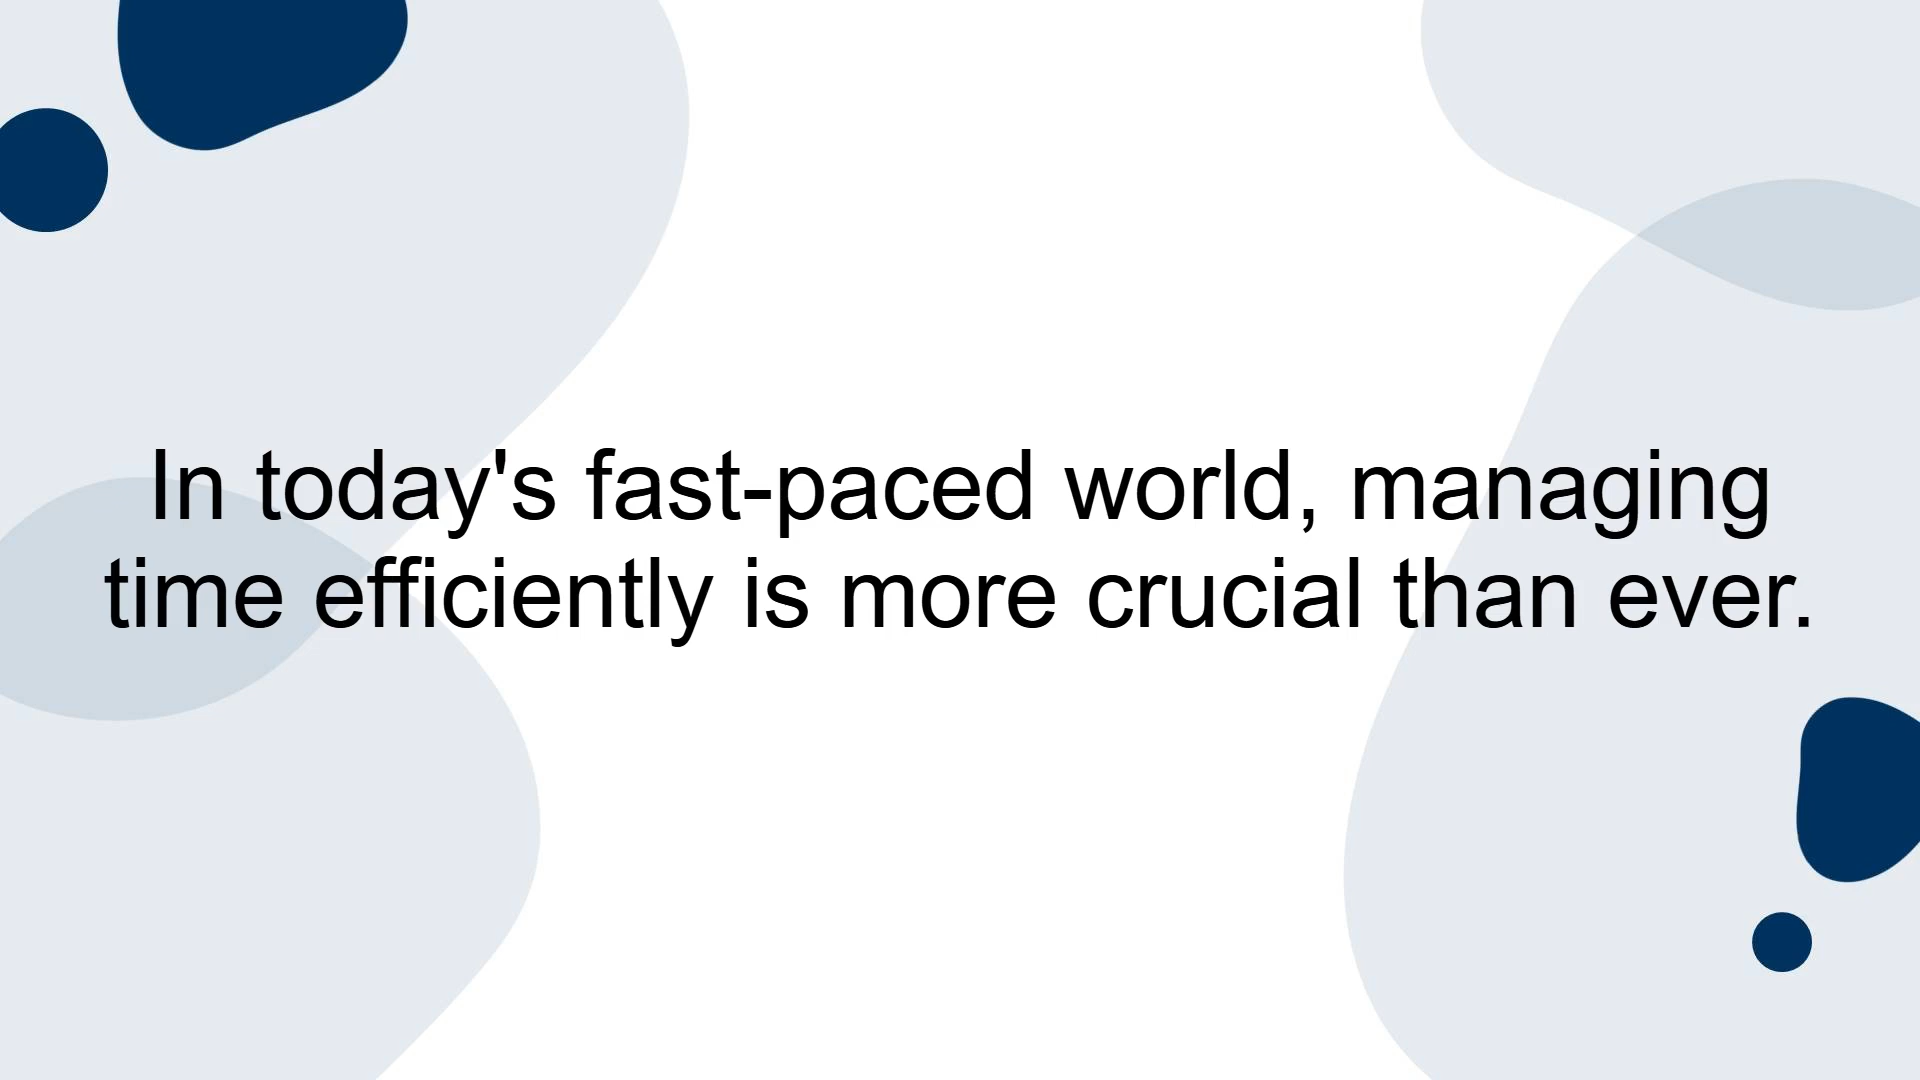 In today's fast-paced world, managing
time efficiently is more crucial than ever.